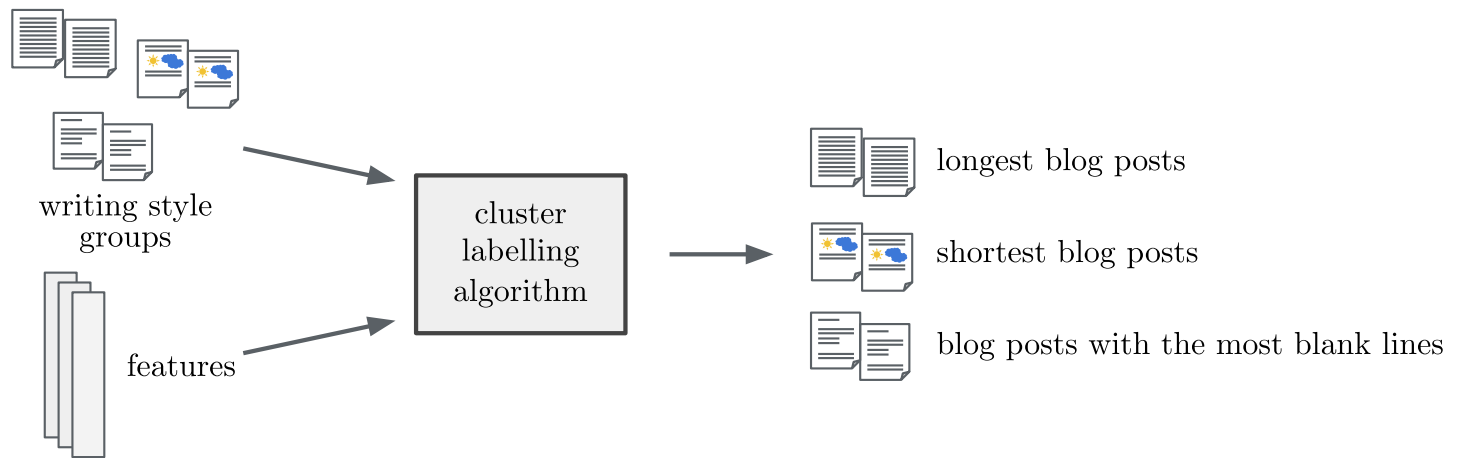 writing style
groups
features
cluster
labelling
algorithm
longest blog posts
shortest blog posts
blog posts with the most blank lines